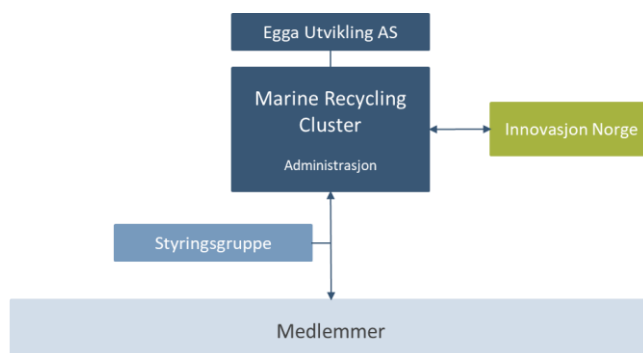 Egga Utvikling AS
Marine Recycling
Cluster
Administrasjon
Innovasjon Norge
Styringsgruppe
Medlemmer